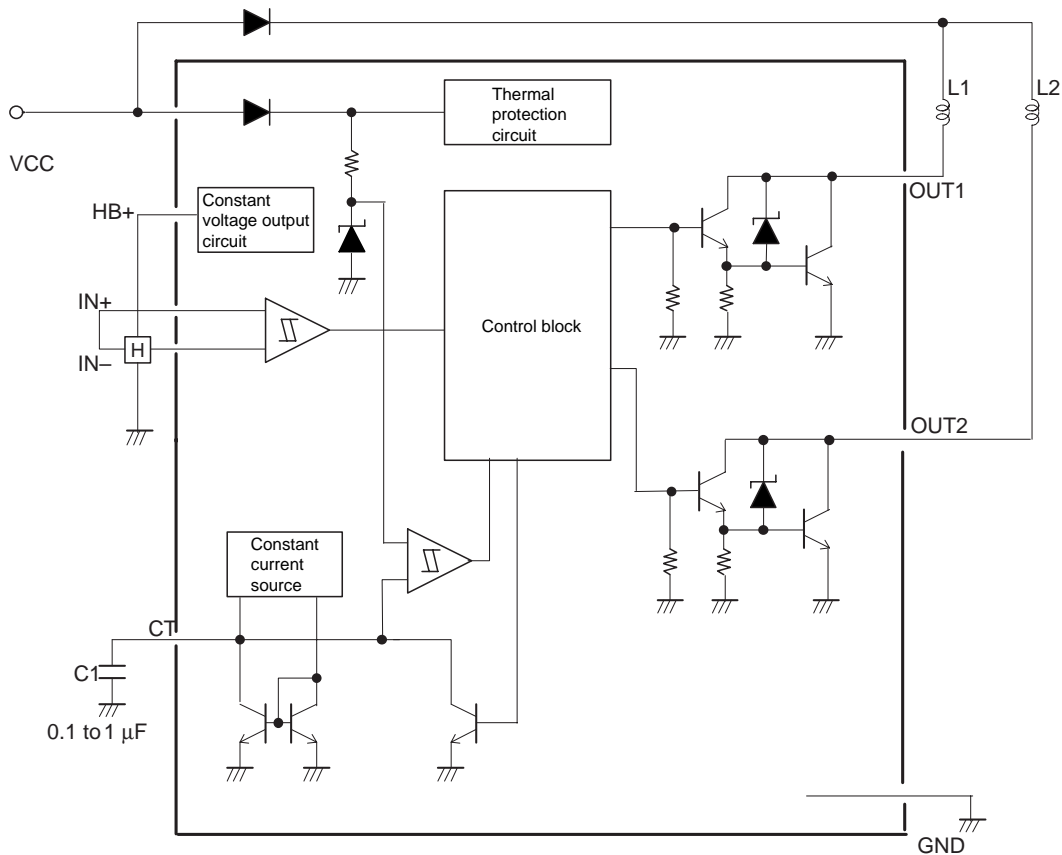 L1
L2
Thermal
protection
circuit
VCC
OUT1
HB+
Constant
voltage output
circuit
IN+
Control block
H
IN–
OUT2
Constant
current
source
CT
C1
0.1 to 1 μF
GND